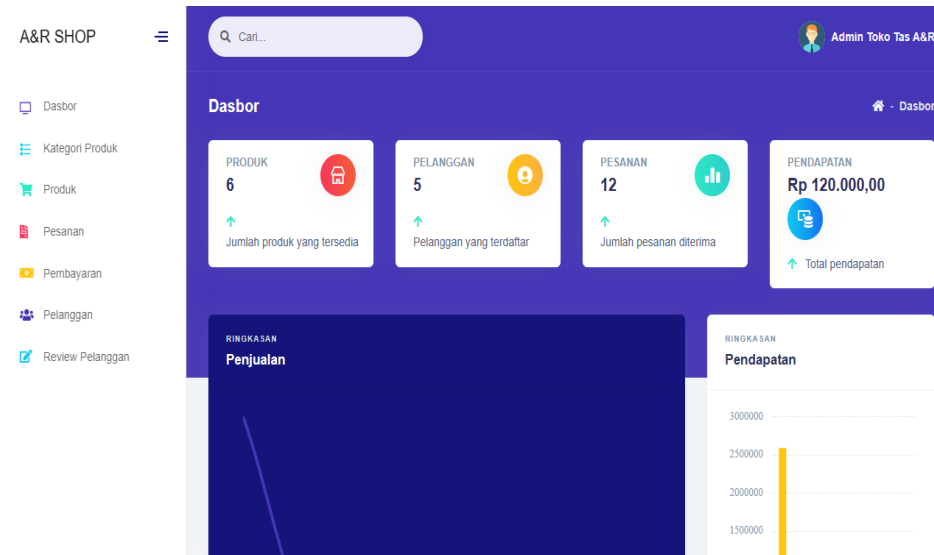 A&R SHOP
Cari...
Admin Toko Tas A&R
Dasbor
Kategori Produk
Produk
Pesanan
Pembayaran
Pelanggan
Review Pelanggan
Dasbor
- Dasbor
PRODUK
6
Jumlah produk yang tersedia
PELANGGAN
5
Pelanggan yang terdaftar
PESANAN
12
Jumlah pesanan diterima
PENDAPATAN
Rp 120.000,00
Total pendapatan
RINGKASAN
Penjualan
RINGKASAN
Pendapatan
3000000
2500000
2000000
1500000